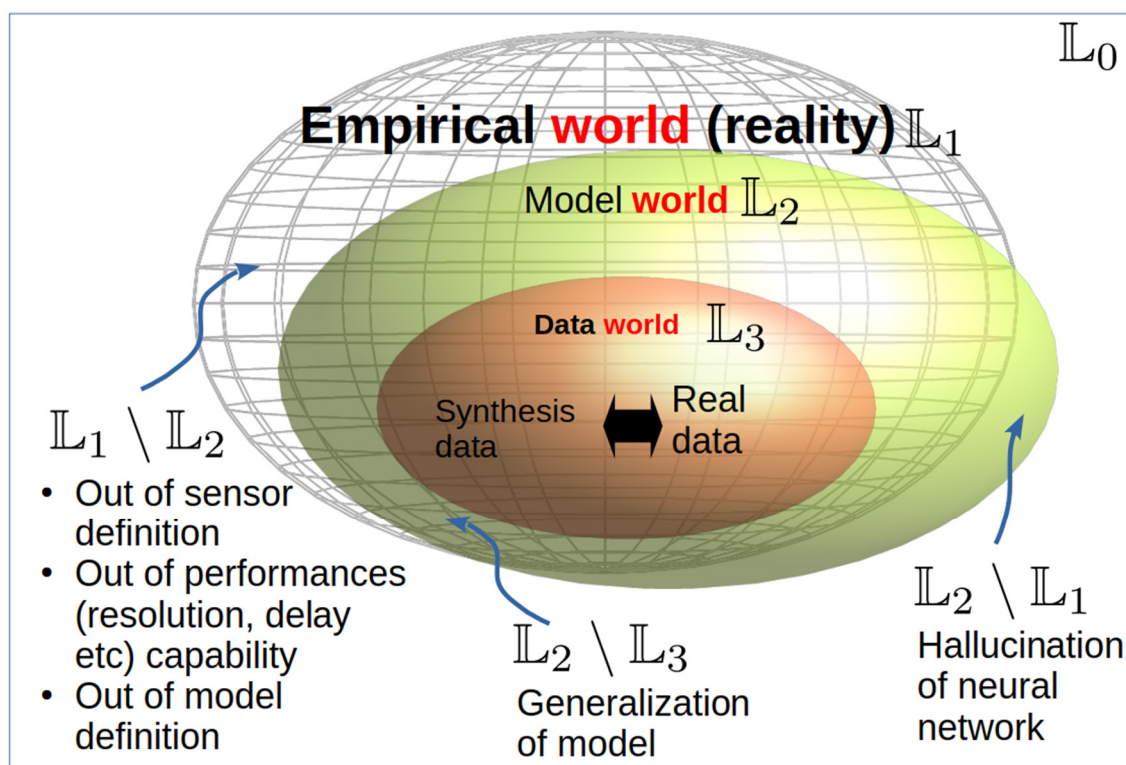 𝕃₀
Empirical world (reality) 𝕃₁
Model world 𝕃₂
Data world 𝕃₃
Synthesis
data
Real
data
𝕃₁ \ 𝕃₂
• Out of sensor
definition
• Out of performances
(resolution, delay
etc) capability
• Out of model
definition
𝕃₂ \ 𝕃₃
Generalization
of model
𝕃₂ \ 𝕃₁
Hallucination
of neural
network